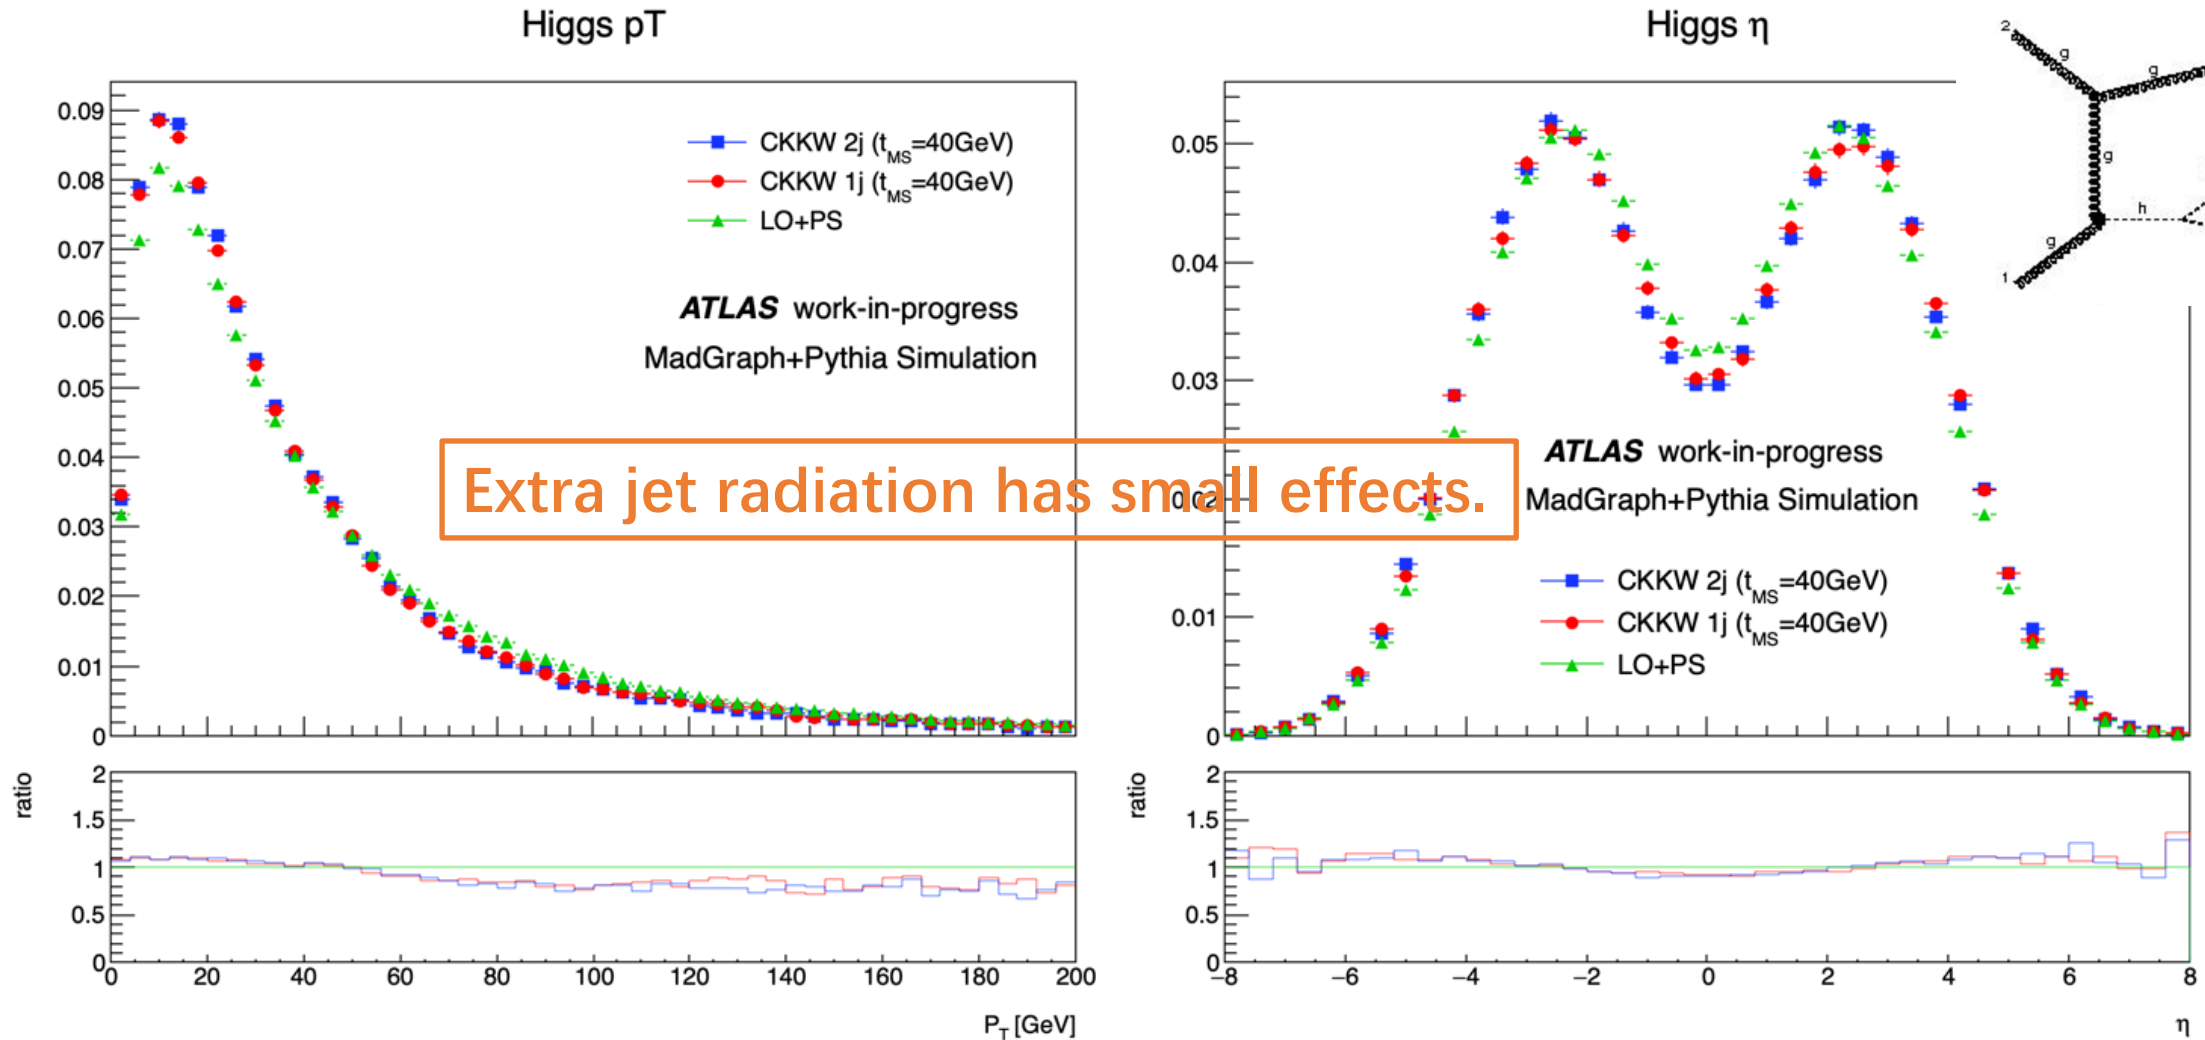 Higgs pT
0.09
0.08
0.07
0.06
0.05
0.04
0.03
0.02
0.01
0
CKKW 2j (t_MS=40GeV)
CKKW 1j (t_MS=40GeV)
LO+PS
ATLAS work-in-progress
MadGraph+Pythia Simulation
ratio
2
1.5
1
0.5
0
0 20 40 60 80 100 120 140 160 180 200
P_T [GeV]
Extra jet radiation has small effects.
Higgs η
0.05
0.04
0.03
0.02
0.01
0
ATLAS work-in-progress
MadGraph+Pythia Simulation
CKKW 2j (t_MS=40GeV)
CKKW 1j (t_MS=40GeV)
LO+PS
2
g
g
g
h
g
1
ratio
2
1.5
1
0.5
0
−8 −6 −4 −2 0 2 4 6 8
η